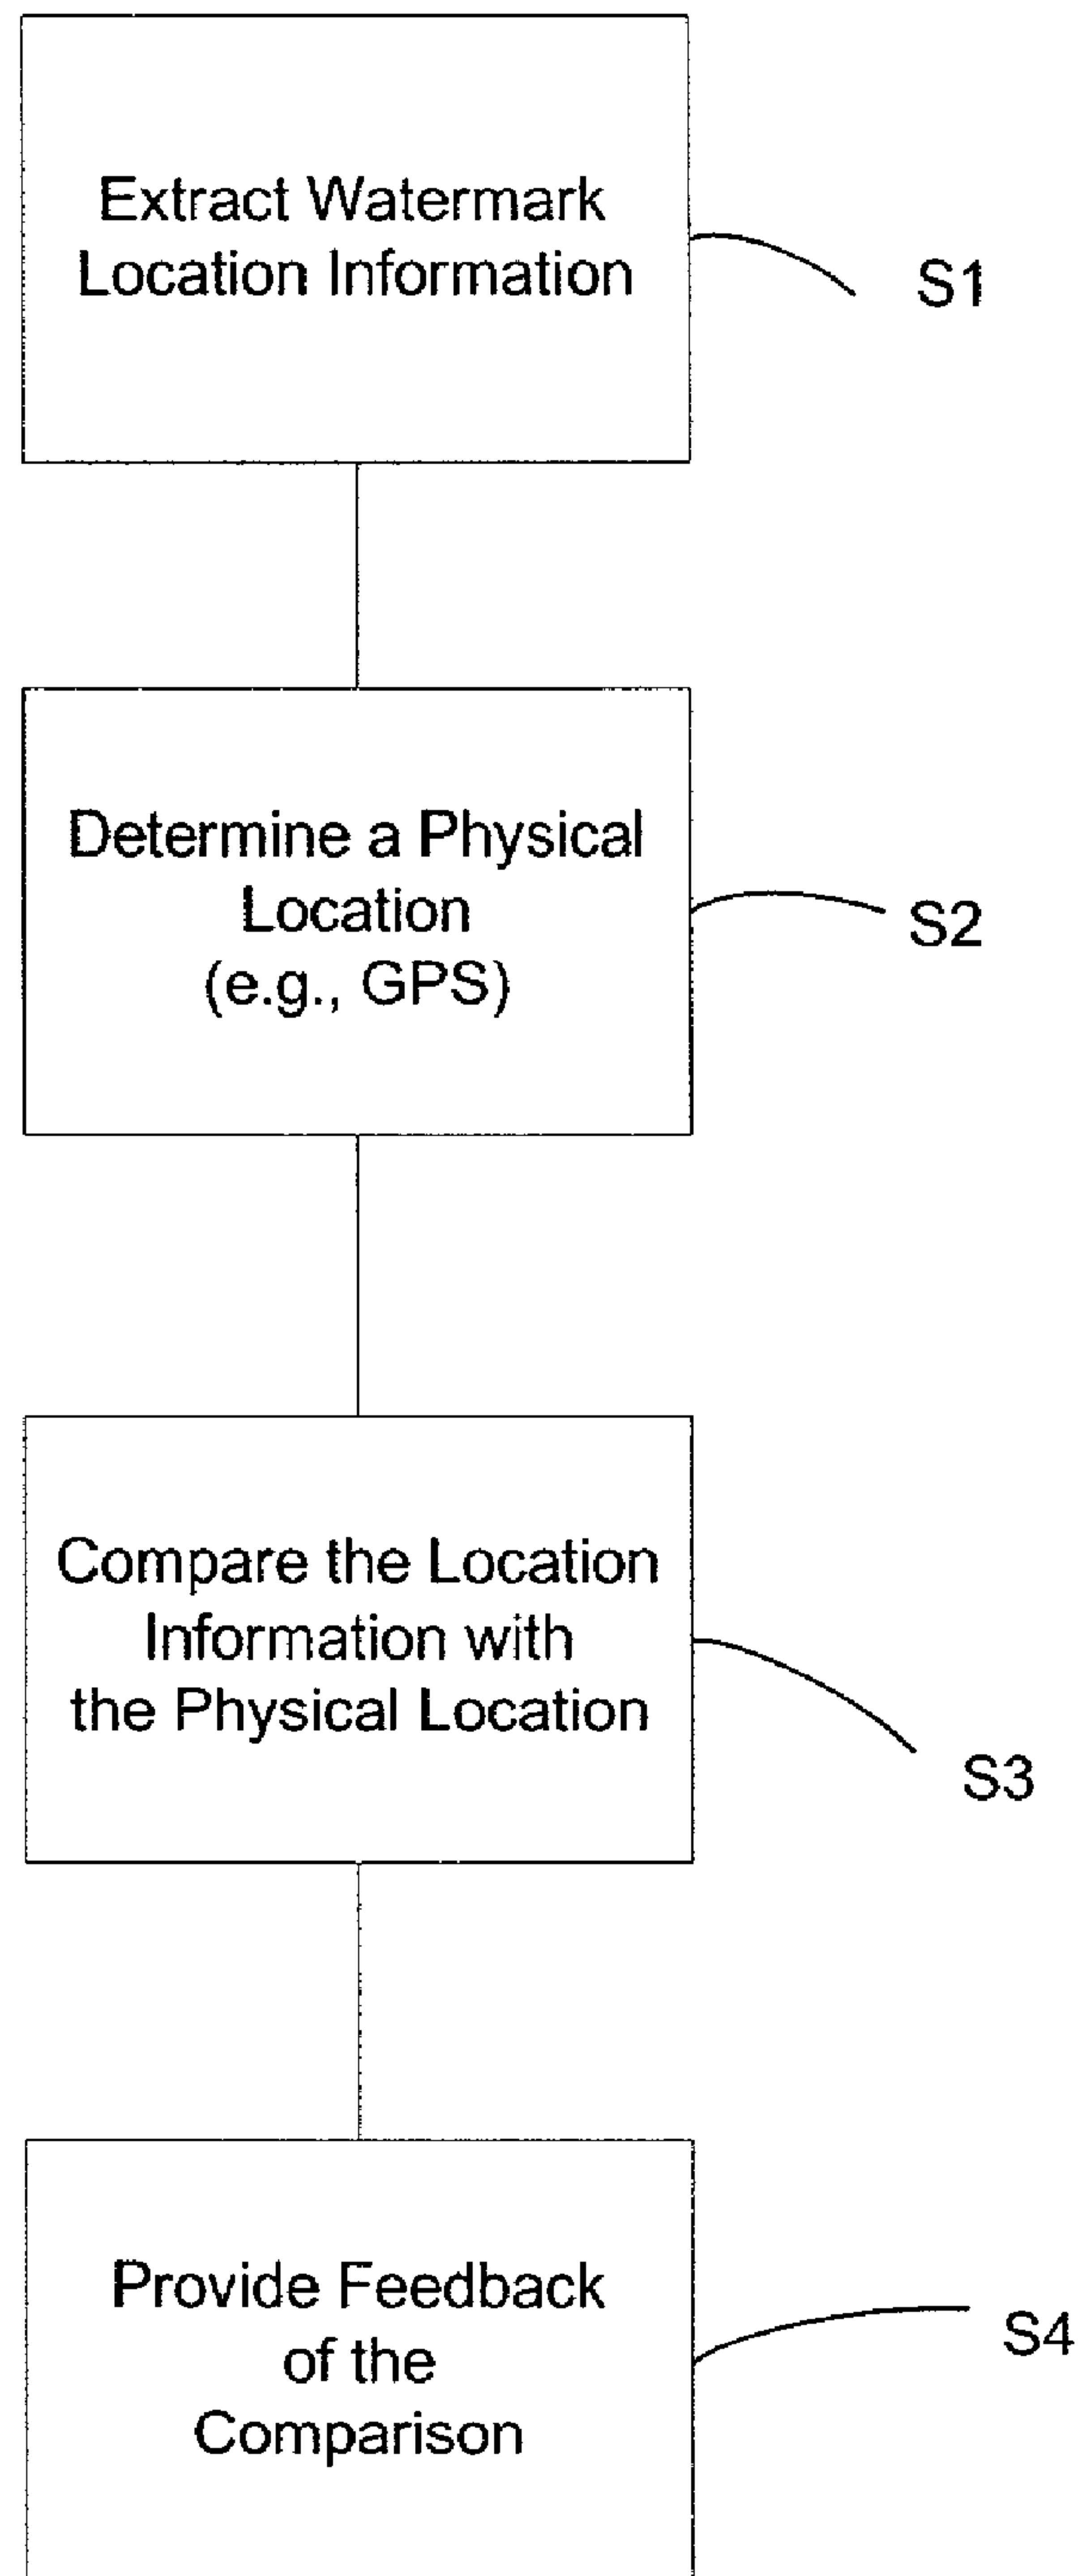 Extract Watermark
Location Information
S1
Determine a Physical
Location
(e.g., GPS)
S2
Compare the Location
Information with
the Physical Location
S3
Provide Feedback
of the
Comparison
S4